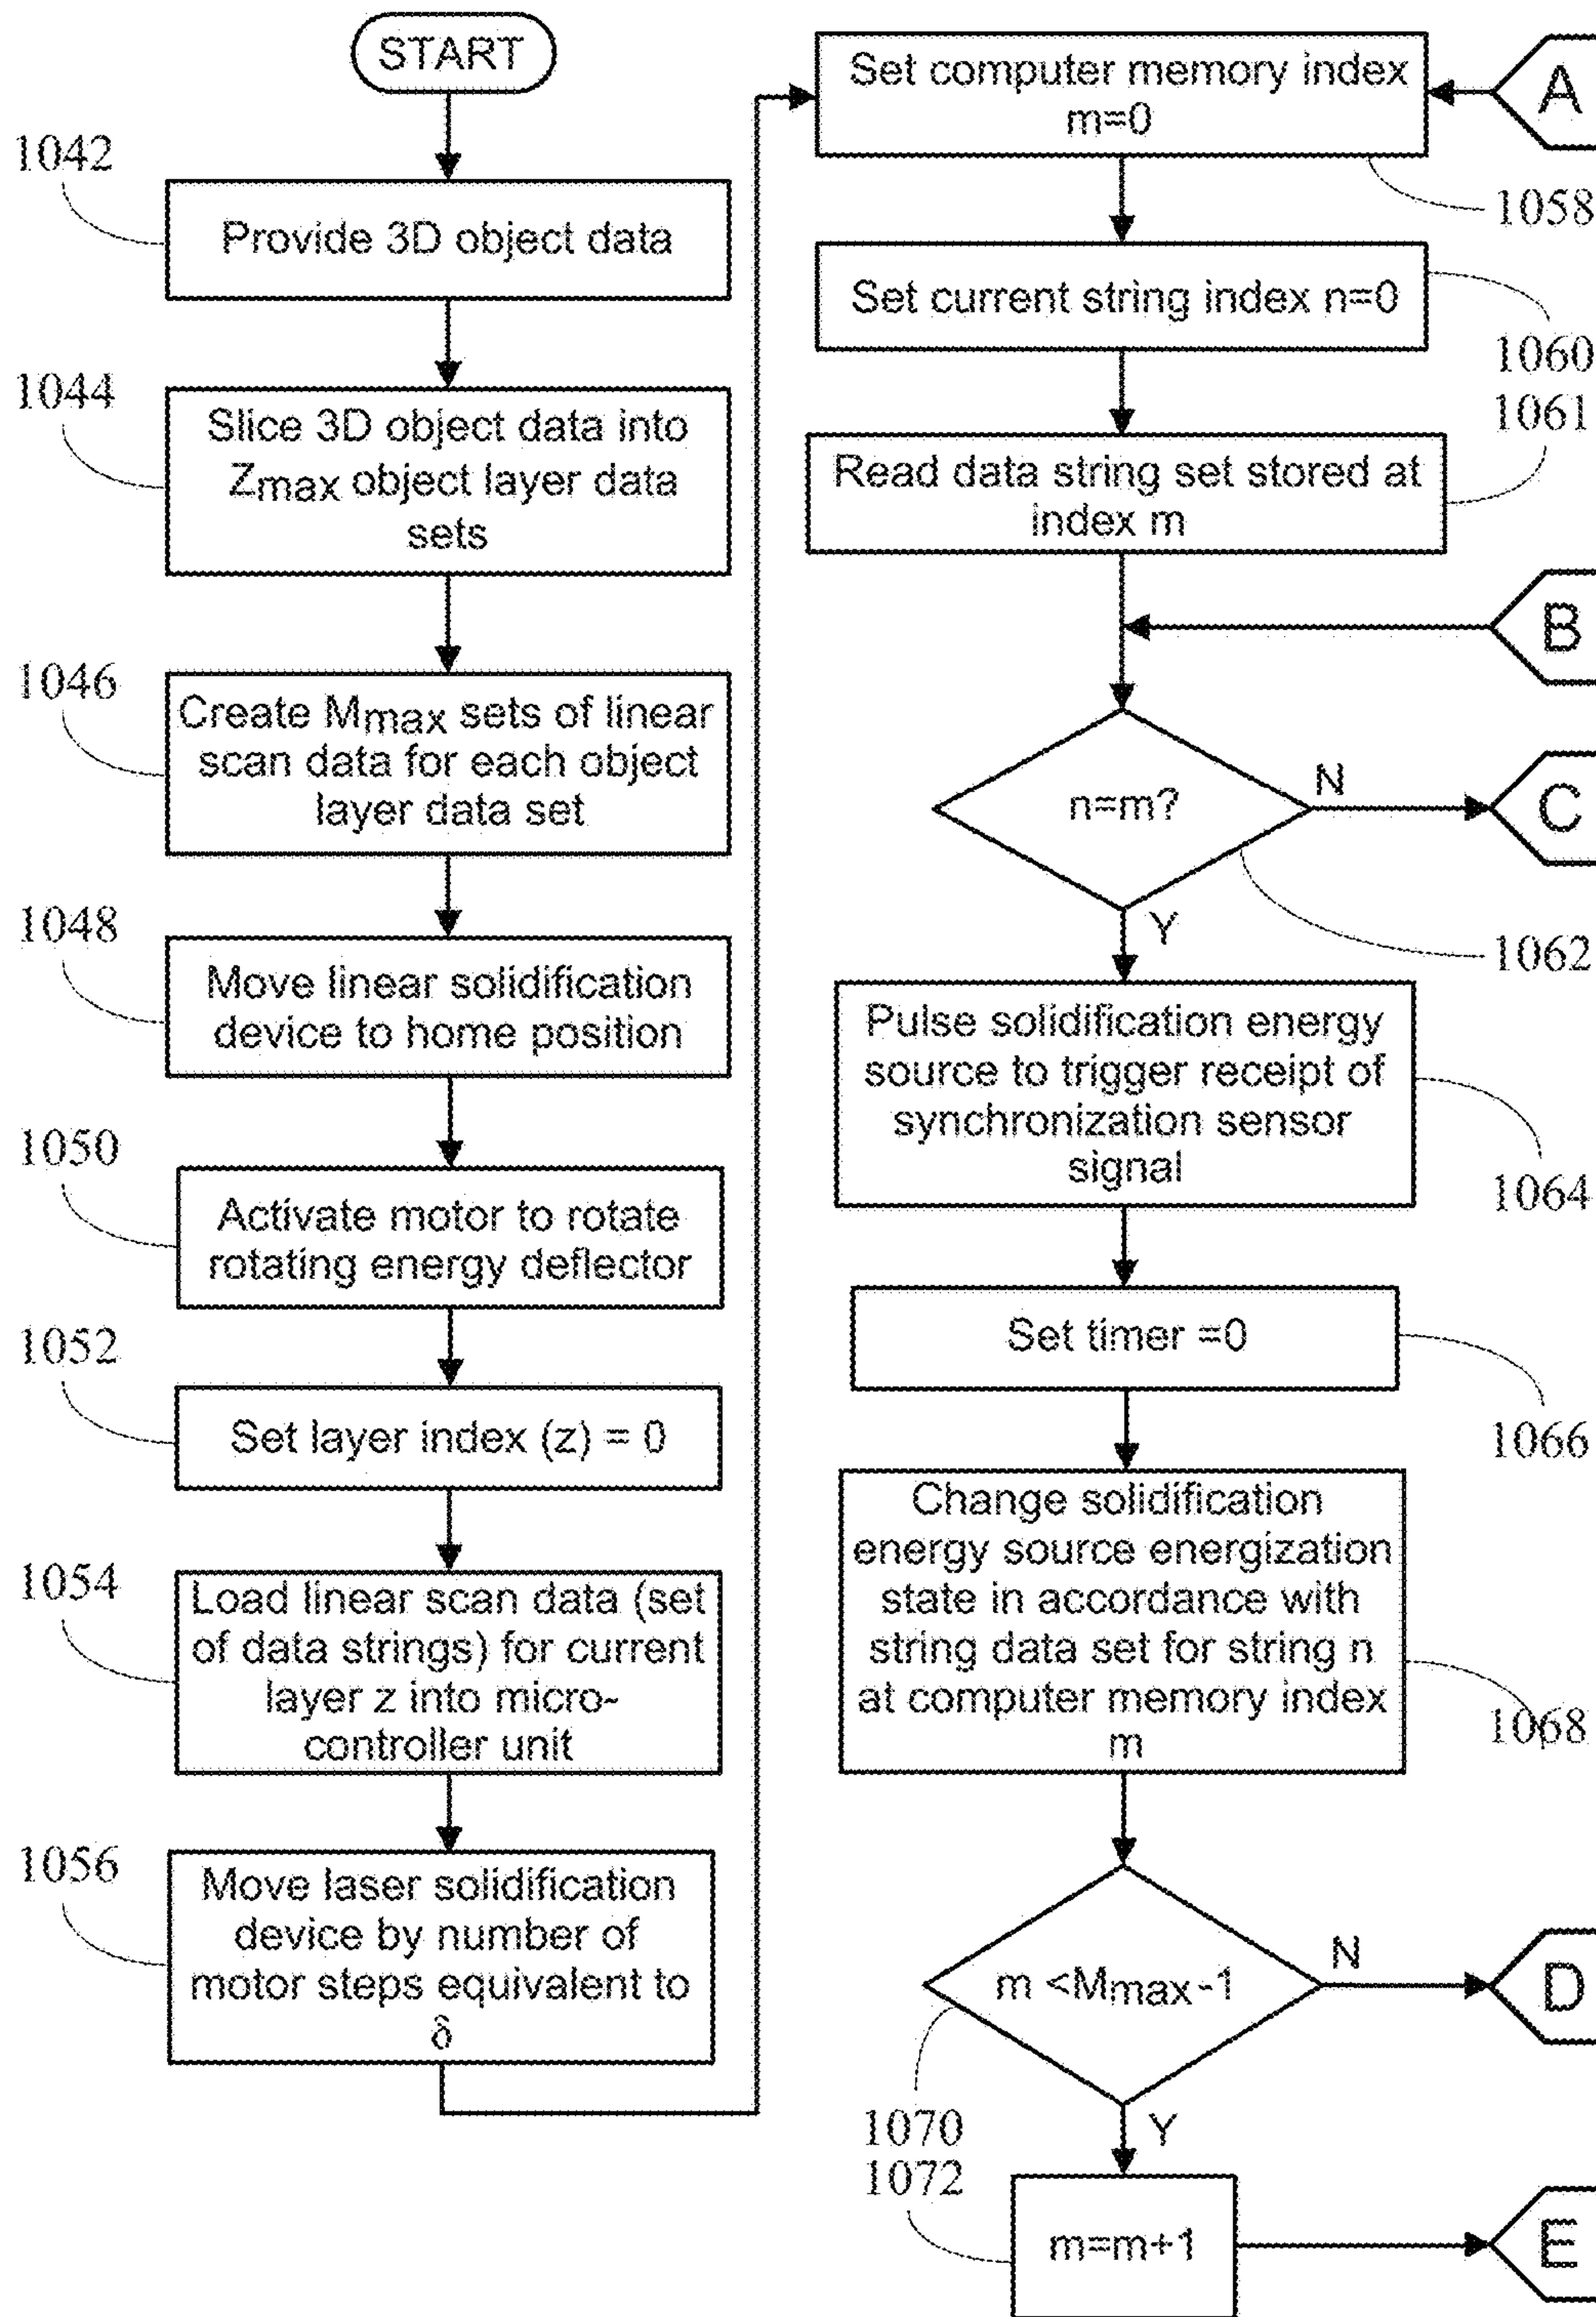 START
1042
Provide 3D object data
1044
Slice 3D object data into
Zmax object layer data
sets
1046
Create Mmax sets of linear
scan data for each object
layer data set
1048
Move linear solidification
device to home position
1050
Activate motor to rotate
rotating energy deflector
1052
Set layer index (z) = 0
1054
Load linear scan data (set
of data strings) for current
layer z into micro-
controller unit
1056
Move laser solidification
device by number of
motor steps equivalent to
δ
Set computer memory index
m=0
A
1058
Set current string index n=0
1060
1061
Read data string set stored at
index m
B
n=m?
N
C
Y
1062
Pulse solidification energy
source to trigger receipt of
synchronization sensor
signal
1064
Set timer =0
1066
Change solidification
energy source energization
state in accordance with
string data set for string n
at computer memory index
m
1068
m <Mmax-1
N
D
1070
Y
1072
m=m+1
E